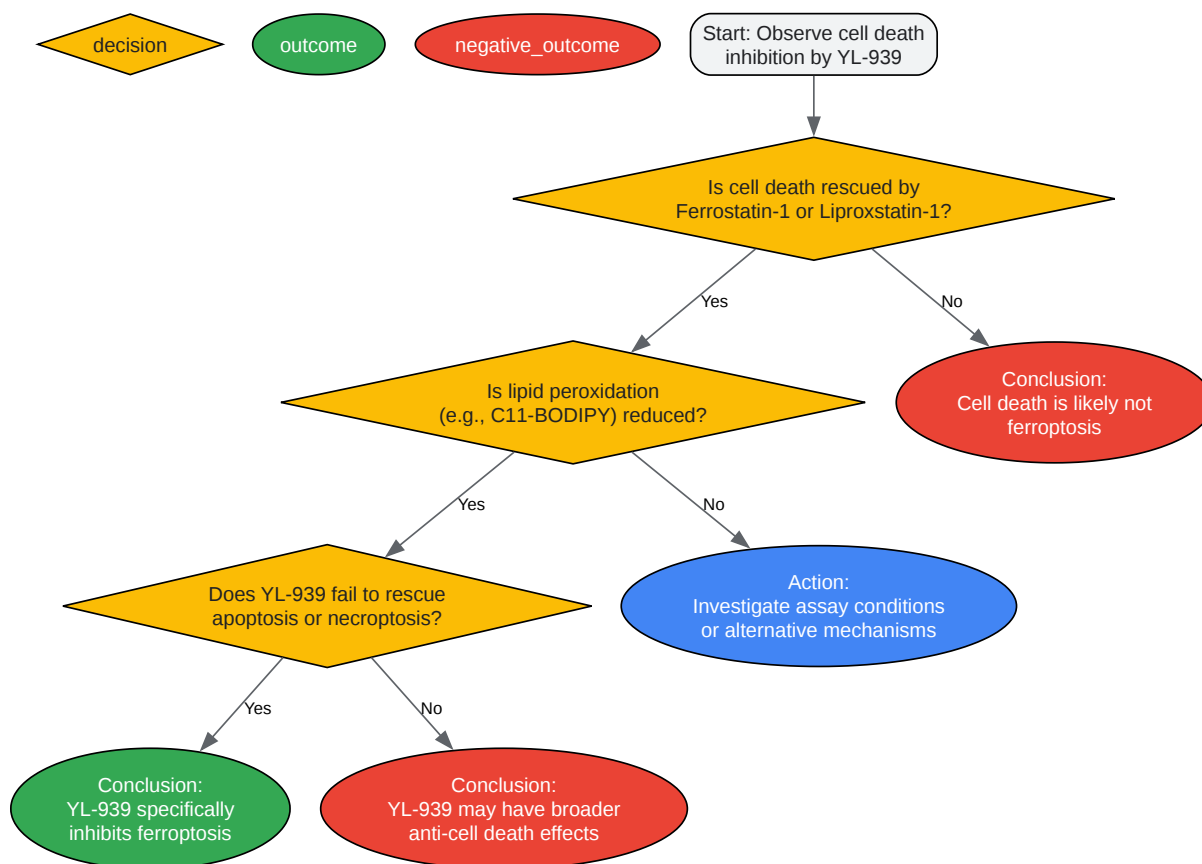 decision
outcome
negative_outcome
Start: Observe cell death
inhibition by YL-939
Is cell death rescued by
Ferrostatin-1 or Liproxstatin-1?
Yes
No
Is lipid peroxidation
(e.g., C11-BODIPY) reduced?
Conclusion:
Cell death is likely not
ferroptosis
Yes
No
Does YL-939 fail to rescue
apoptosis or necroptosis?
Action:
Investigate assay conditions
or alternative mechanisms
Yes
No
Conclusion:
YL-939 specifically
inhibits ferroptosis
Conclusion:
YL-939 may have broader
anti-cell death effects